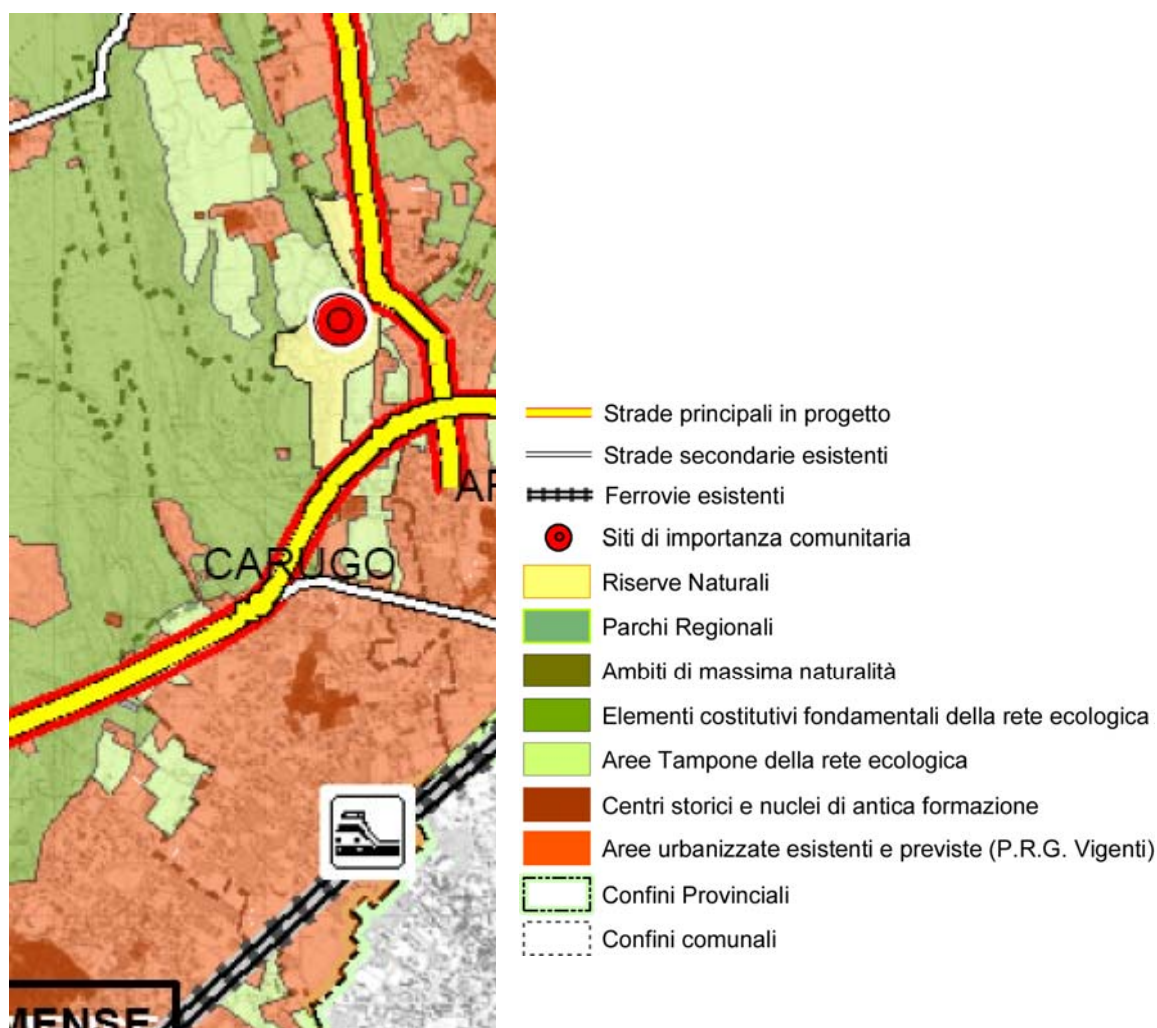 AR
CARUGO
MENSE
Strade principali in progetto
Strade secondarie esistenti
Ferrovie esistenti
Siti di importanza comunitaria
Riserve Naturali
Parchi Regionali
Ambiti di massima naturalità
Elementi costitutivi fondamentali della rete ecologica
Aree Tampone della rete ecologica
Centri storici e nuclei di antica formazione
Aree urbanizzate esistenti e previste (P.R.G. Vigenti)
Confini Provinciali
Confini comunali